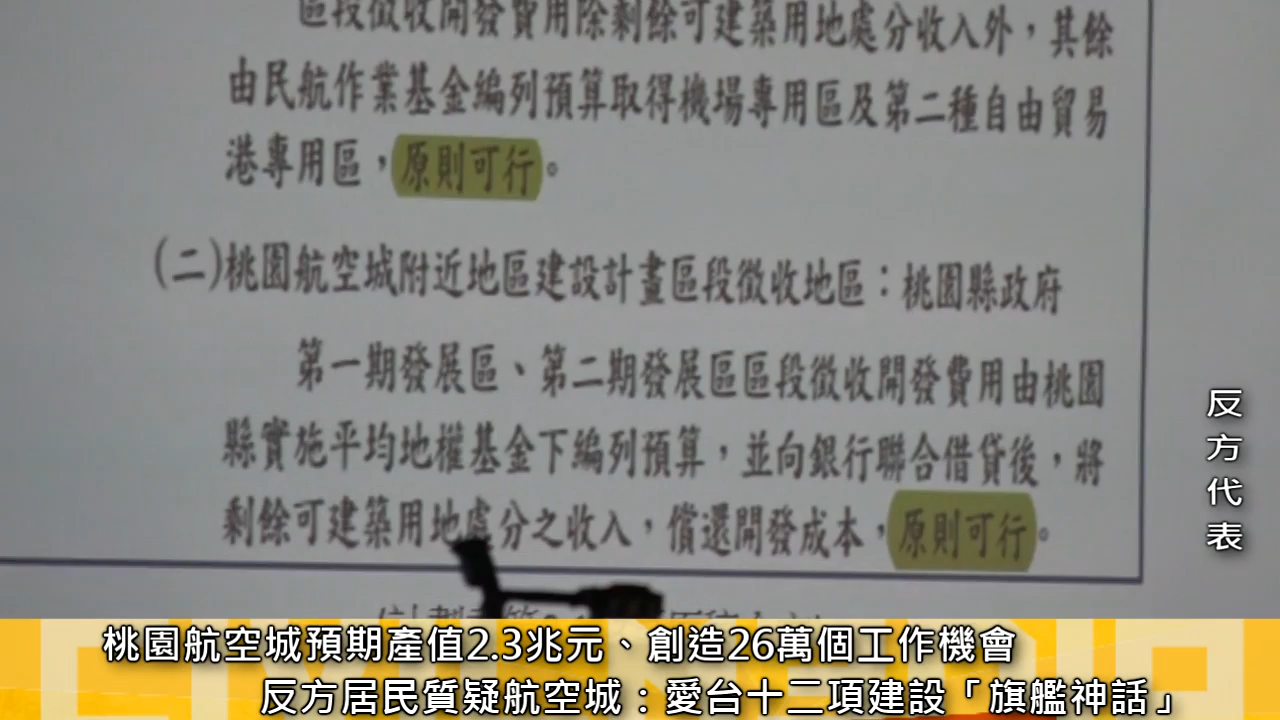 區段徵收開發費用除剩餘可建築用地處分收入外，其餘
由民航作業基金編列預算取得機場專用區及第二種自由貿易
港專用區，原則可行。
(二)桃園航空城附近地區建設計畫區段徵收地區：桃園縣政府
第一期發展區、第二期發展區區段徵收開發費用由桃園
縣實施平均地權基金下編列預算，並向銀行聯合借貸後，將
剩餘可建築用地處分之收入，償還開發成本，原則可行。
反方代表
桃園航空城預期產值2.3兆元、創造26萬個工作機會
反方居民質疑航空城：愛台十二項建設「旗艦神話」